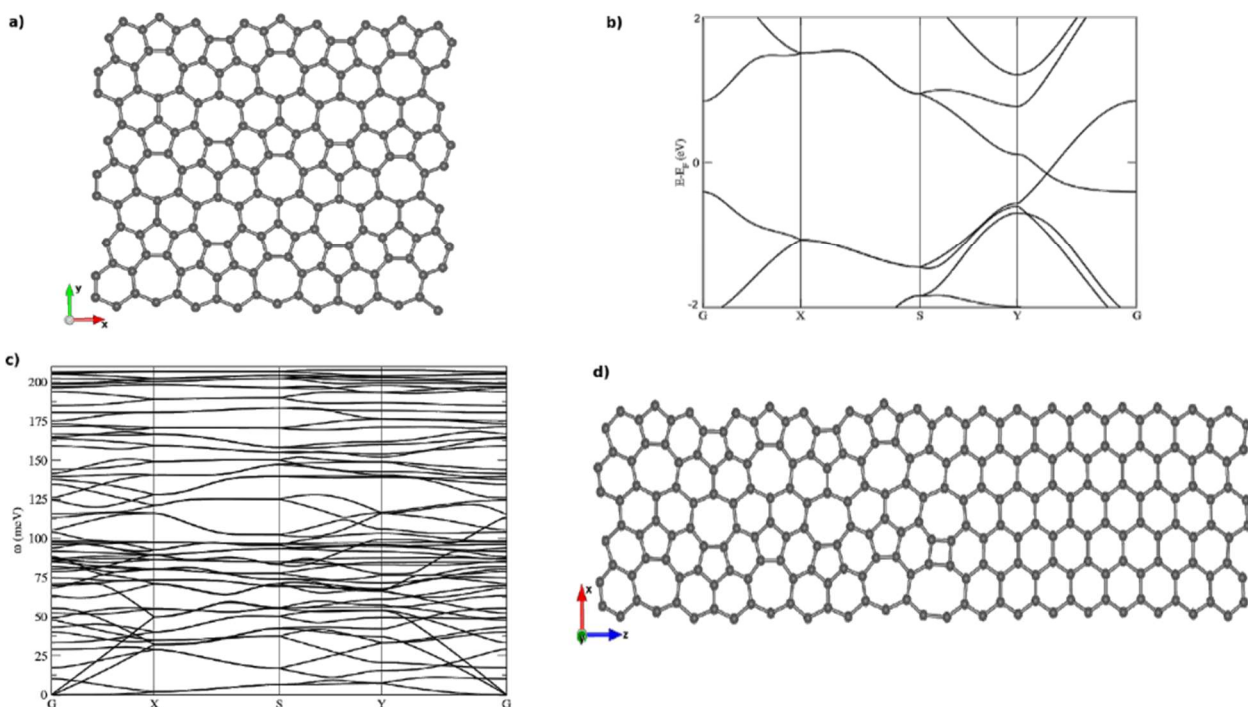 a)
y
x
b)
2
E-E_F (eV)
0
-2
G X S Y G
c)
200
175
150
125
100
75
50
25
0
ω (meV)
G X S Y G
d)
x
z